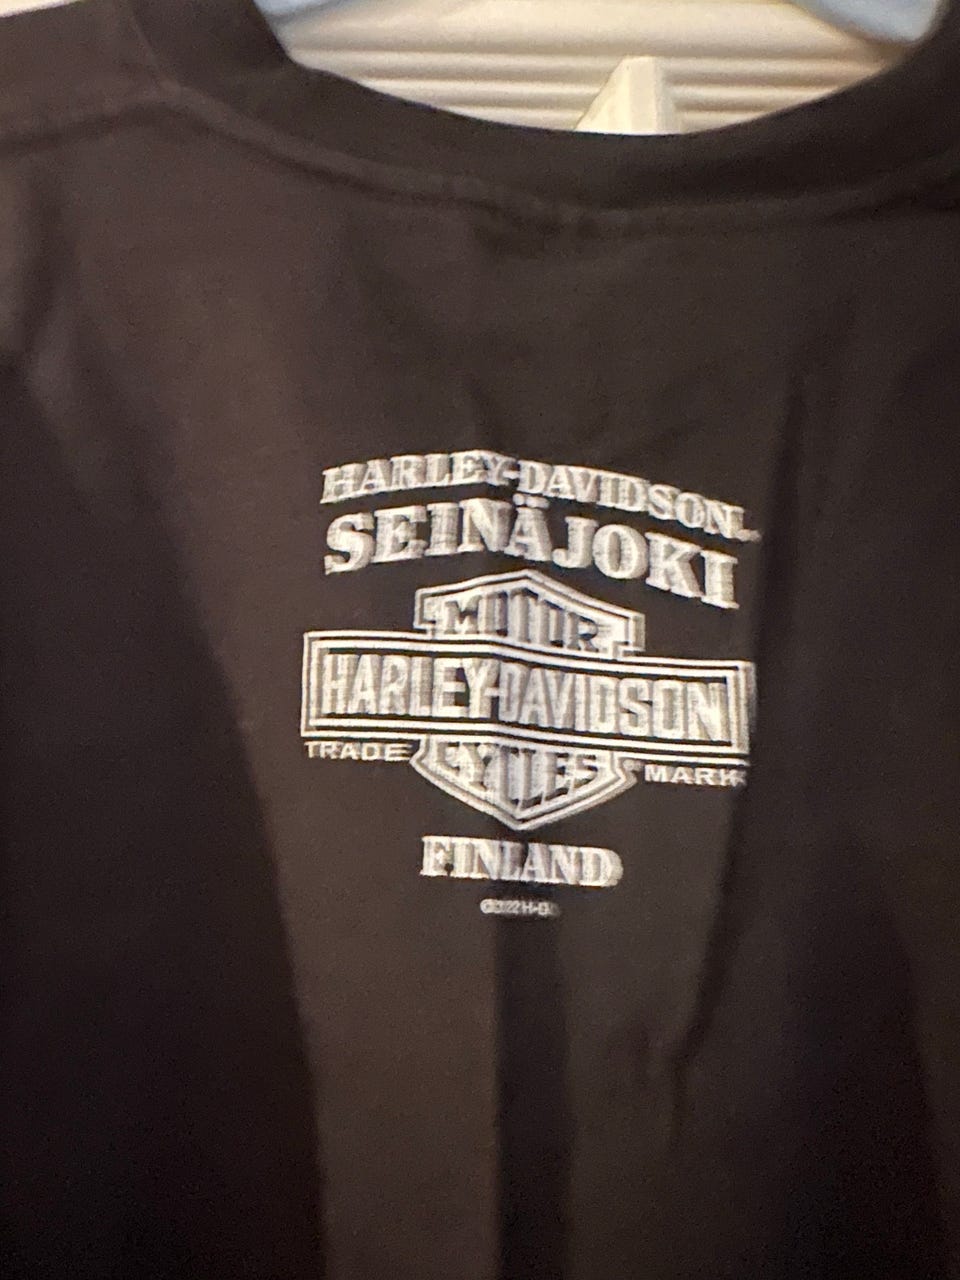 HARLEY-DAVIDSON
SEINÄJOKI
MOTOR
HARLEY-DAVIDSON
TRADE CYCLES MARK
FINLAND